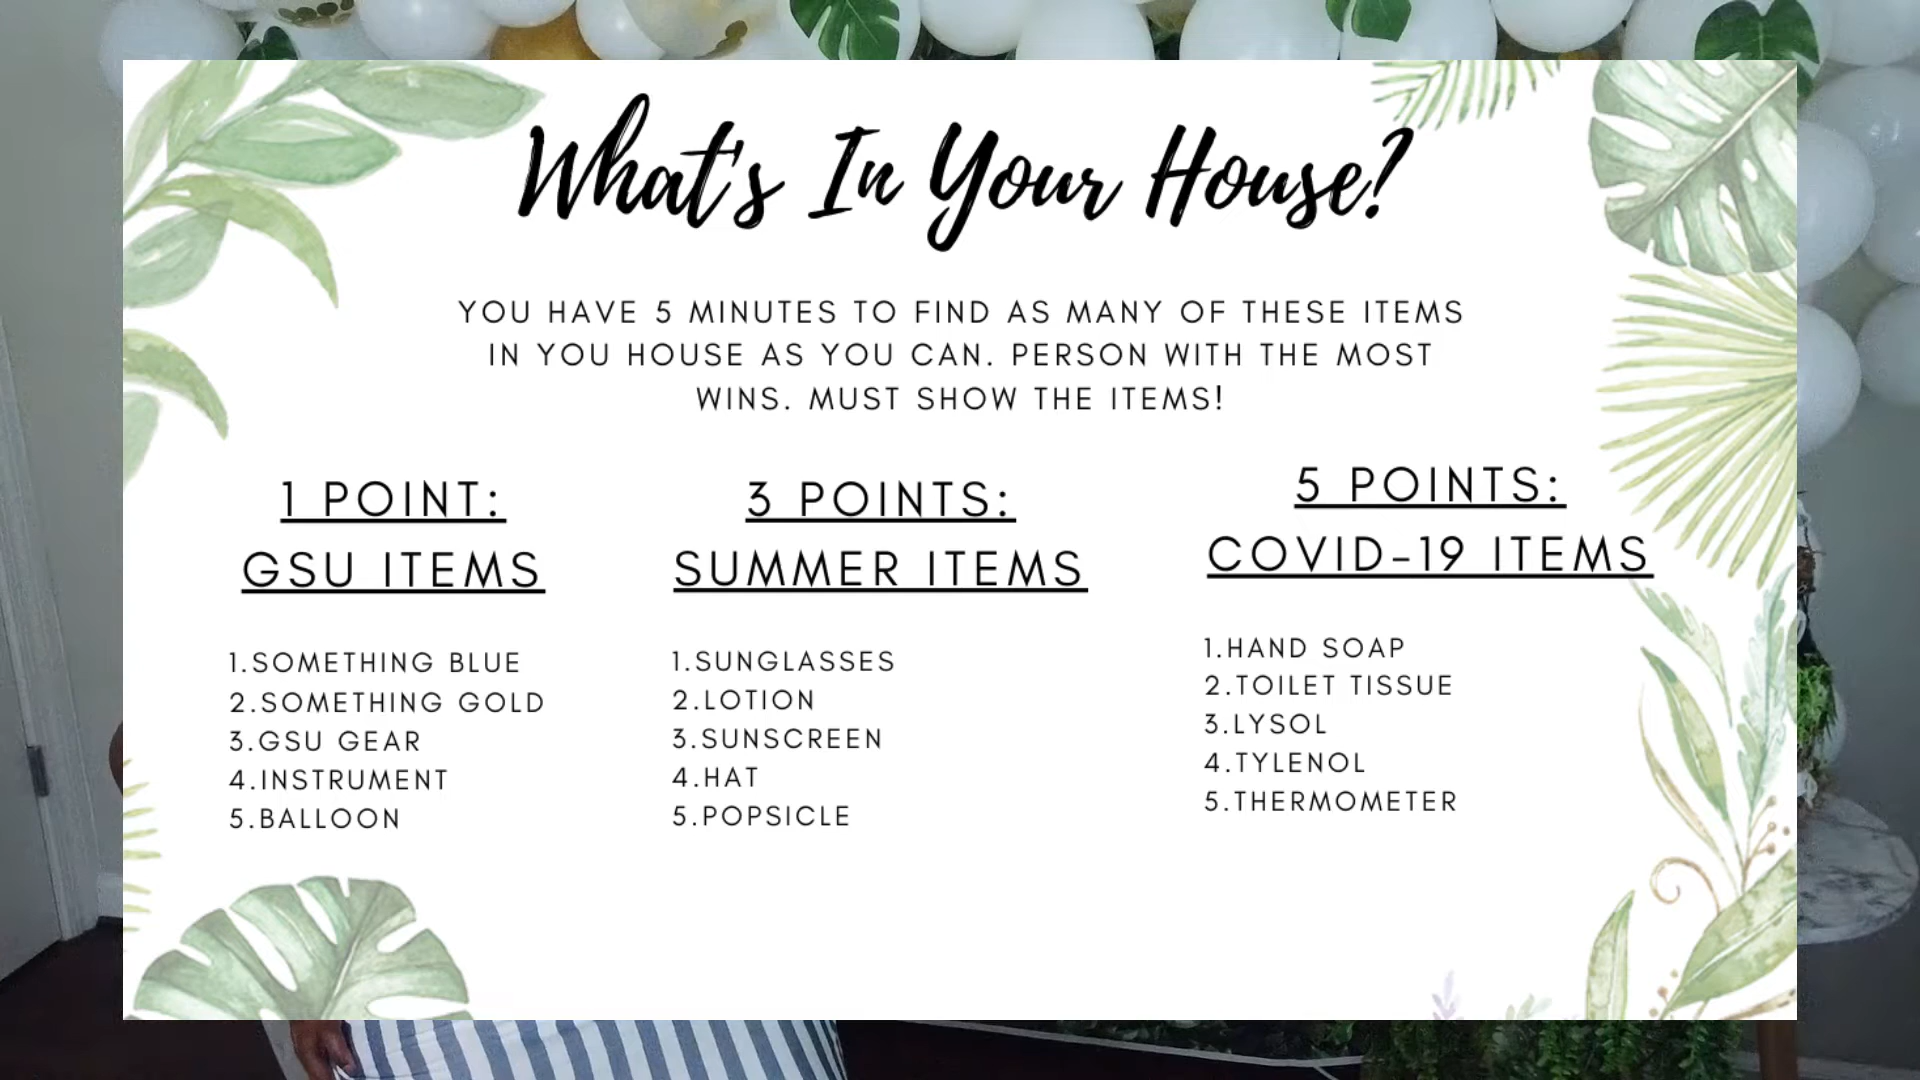 What's In Your House?
YOU HAVE 5 MINUTES TO FIND AS MANY OF THESE ITEMS
IN YOU HOUSE AS YOU CAN. PERSON WITH THE MOST
WINS. MUST SHOW THE ITEMS!
1 POINT:
GSU ITEMS
1.SOMETHING BLUE
2.SOMETHING GOLD
3.GSU GEAR
4.INSTRUMENT
5.BALLOON
3 POINTS:
SUMMER ITEMS
1.SUNGLASSES
2.LOTION
3.SUNSCREEN
4.HAT
5.POPSICLE
5 POINTS:
COVID-19 ITEMS
1.HAND SOAP
2.TOILET TISSUE
3.LYSOL
4.TYLENOL
5.THERMOMETER